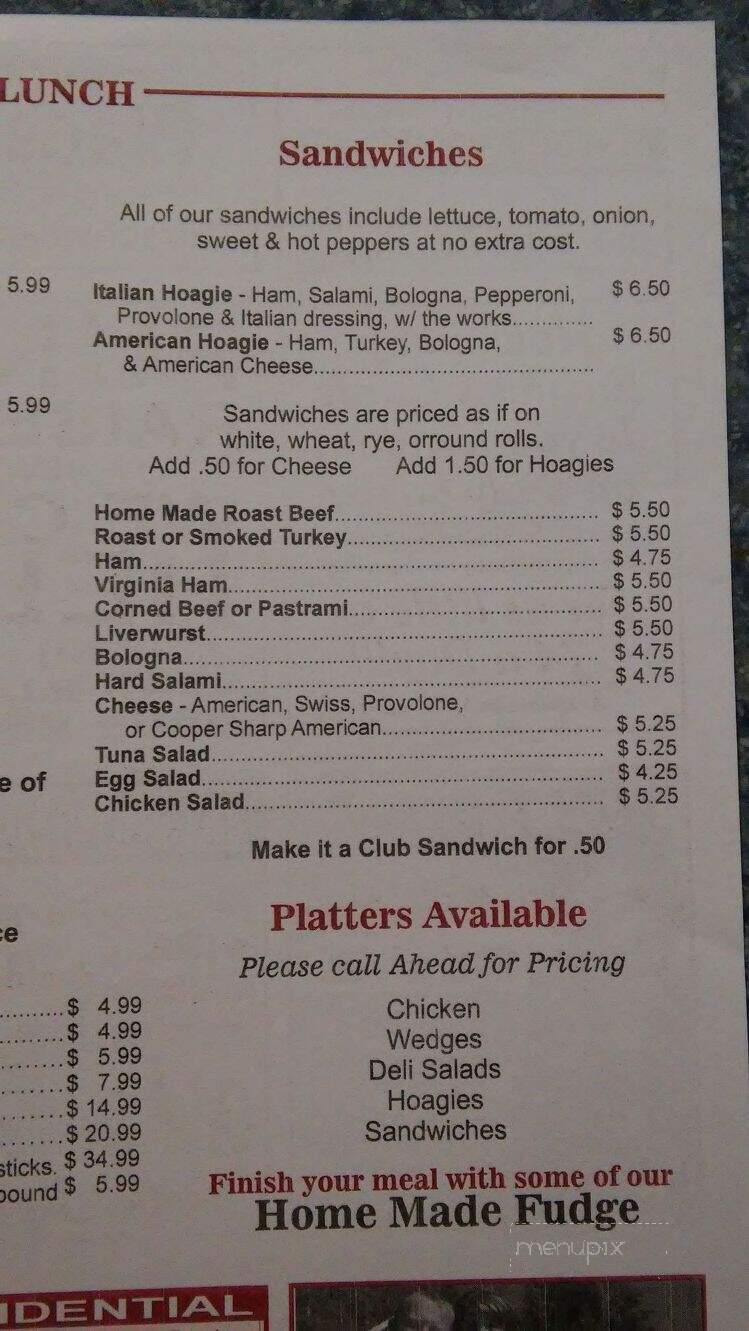 LUNCH
Sandwiches
All of our sandwiches include lettuce, tomato, onion,
sweet & hot peppers at no extra cost.
5.99
Italian Hoagie - Ham, Salami, Bologna, Pepperoni, $ 6.50
Provolone & Italian dressing, w/ the works..............
American Hoagie - Ham, Turkey, Bologna, $ 6.50
& American Cheese................................................
5.99
Sandwiches are priced as if on
white, wheat, rye, orround rolls.
Add .50 for Cheese Add 1.50 for Hoagies
Home Made Roast Beef............................................. $ 5.50
Roast or Smoked Turkey........................................... $ 5.50
Ham.............................................................................. $ 4.75
Virginia Ham................................................................ $ 5.50
Corned Beef or Pastrami........................................... $ 5.50
Liverwurst.................................................................... $ 5.50
Bologna....................................................................... $ 4.75
Hard Salami................................................................. $ 4.75
Cheese - American, Swiss, Provolone,
or Cooper Sharp American...................................... $ 5.25
Tuna Salad................................................................... $ 5.25
Egg Salad..................................................................... $ 4.25
Chicken Salad............................................................. $ 5.25
e of
Make it a Club Sandwich for .50
Platters Available
ce
Please call Ahead for Pricing
Chicken
Wedges
Deli Salads
Hoagies
Sandwiches
...........$ 4.99
...........$ 4.99
...........$ 5.99
...........$ 7.99
.......$ 14.99
.......$ 20.99
sticks. $ 34.99
pound $ 5.99
Finish your meal with some of our
Home Made Fudge
menupix
IDENTIAL